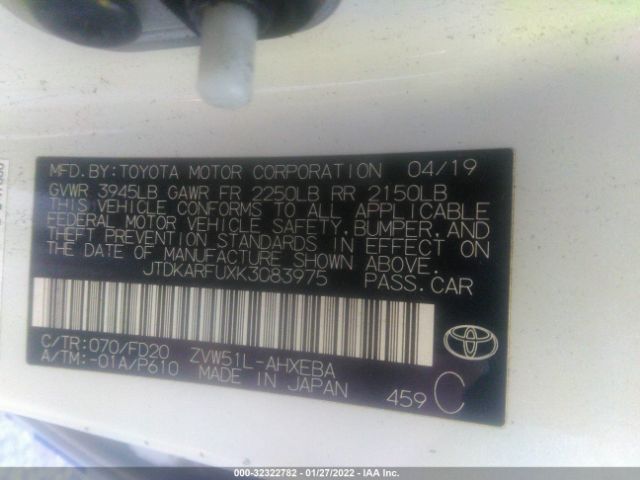 MFD.BY:TOYOTA MOTOR CORPORATION 04/19
GVWR 3945LB GAWR FR 2250LB RR 2150LB
THIS VEHICLE CONFORMS TO ALL APPLICABLE
FEDERAL MOTOR VEHICLE SAFETY,BUMPER,AND
THEFT PREVENTION STANDARDS IN EFFECT ON
THE DATE OF MANUFACTURE SHOWN ABOVE.
JTDKARFUXK3083975 PASS.CAR
C/TR:070/FD20 ZVW51L-AHXEBA
A/TM:-01A/P610 MADE IN JAPAN
459 C
TOYOTA
000-32322782 - 01/27/2022 - IAA Inc.